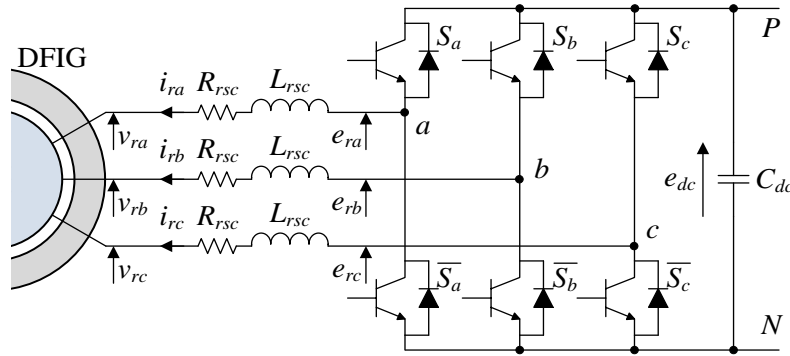 S_a S_b S_c P
DFIG
i_ra R_rsc L_rsc
v_ra e_ra a
i_rb R_rsc L_rsc
v_rb e_rb b e_dc C_dc
i_rc R_rsc L_rsc
v_rc e_rc c
S̅_a̅ S̅_b̅ S̅_c̅
N